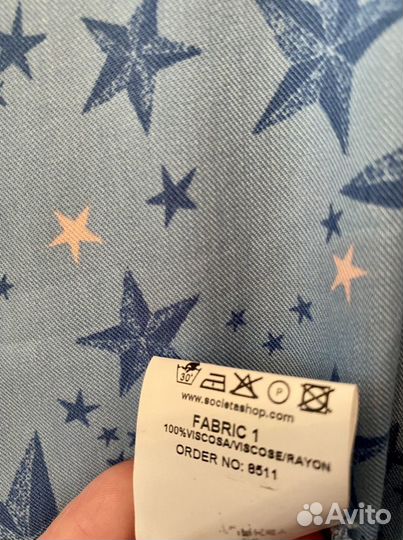 30°
P
www.societashop.com
FABRIC 1
100%VISCOSA/VISCOSE/RAYON
ORDER NO: 8511
Avito